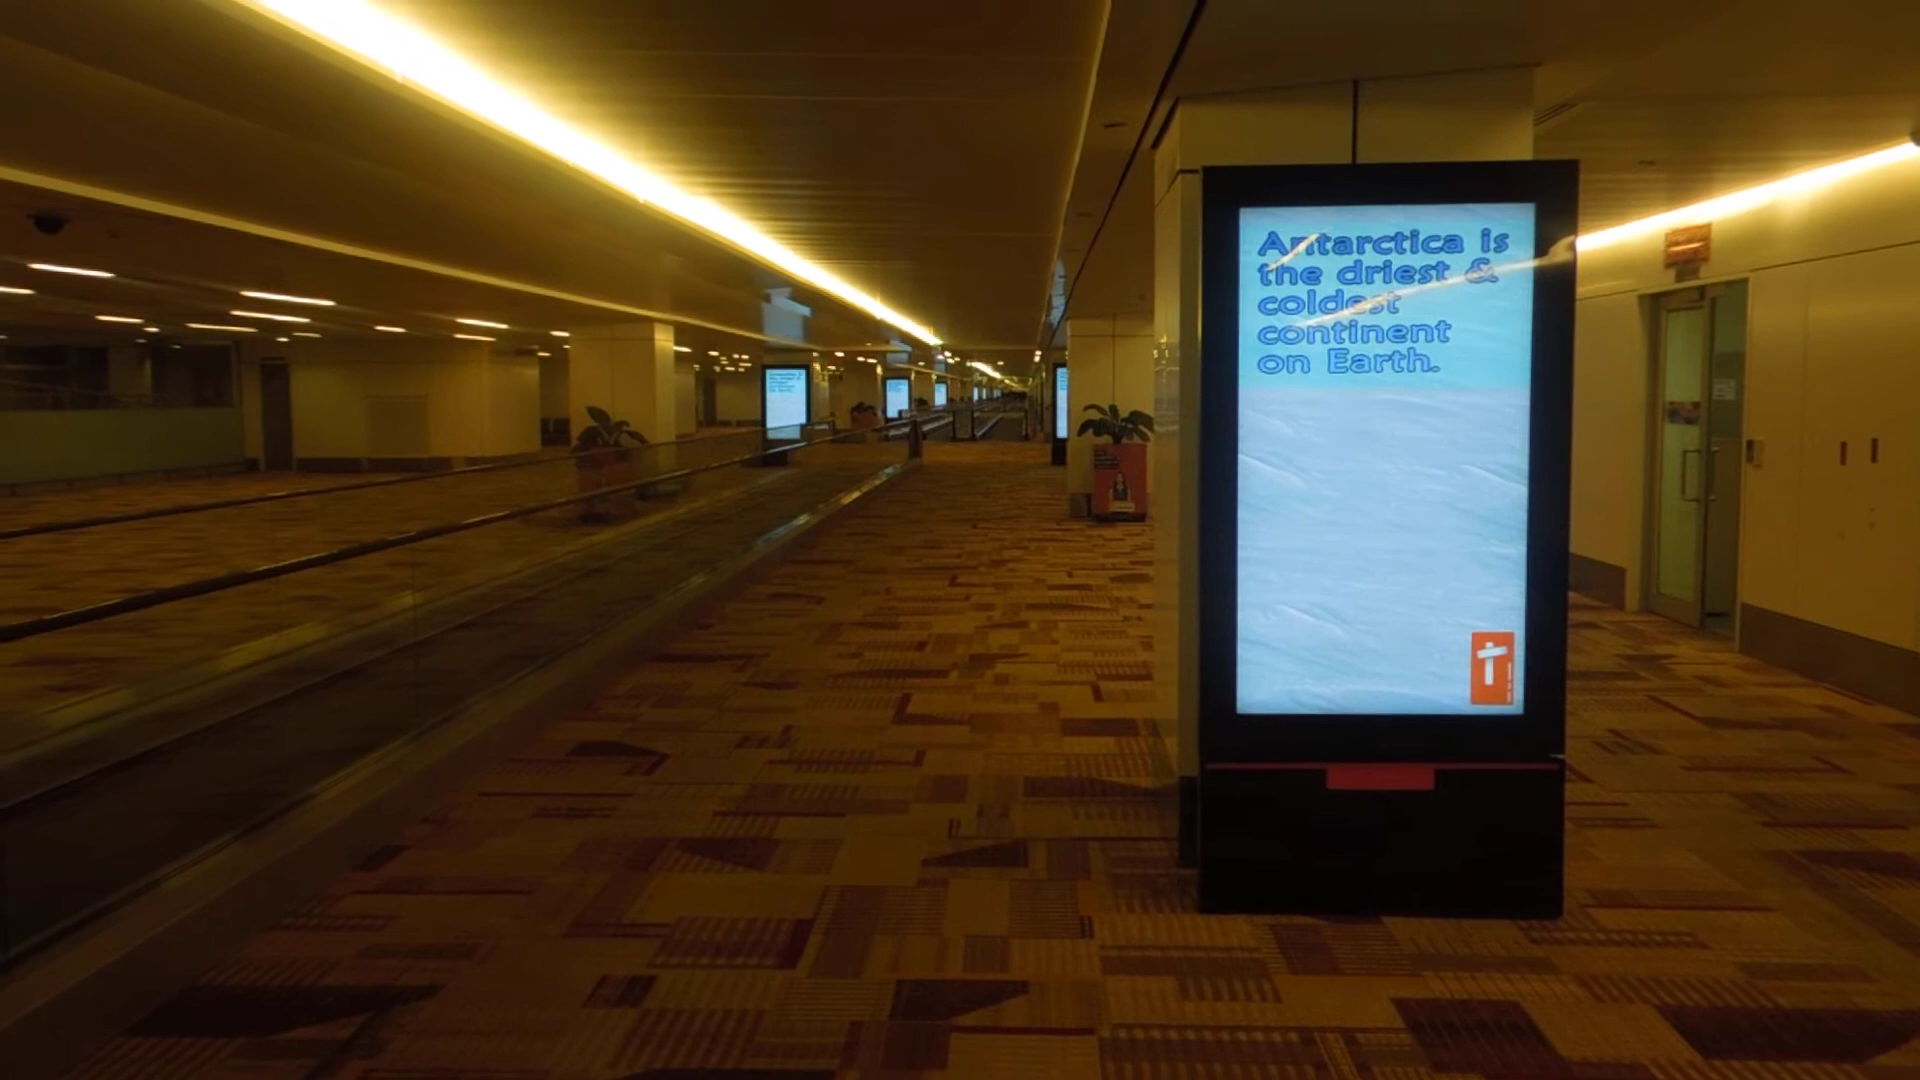 Antarctica is
the driest &
coldest
continent
on Earth.